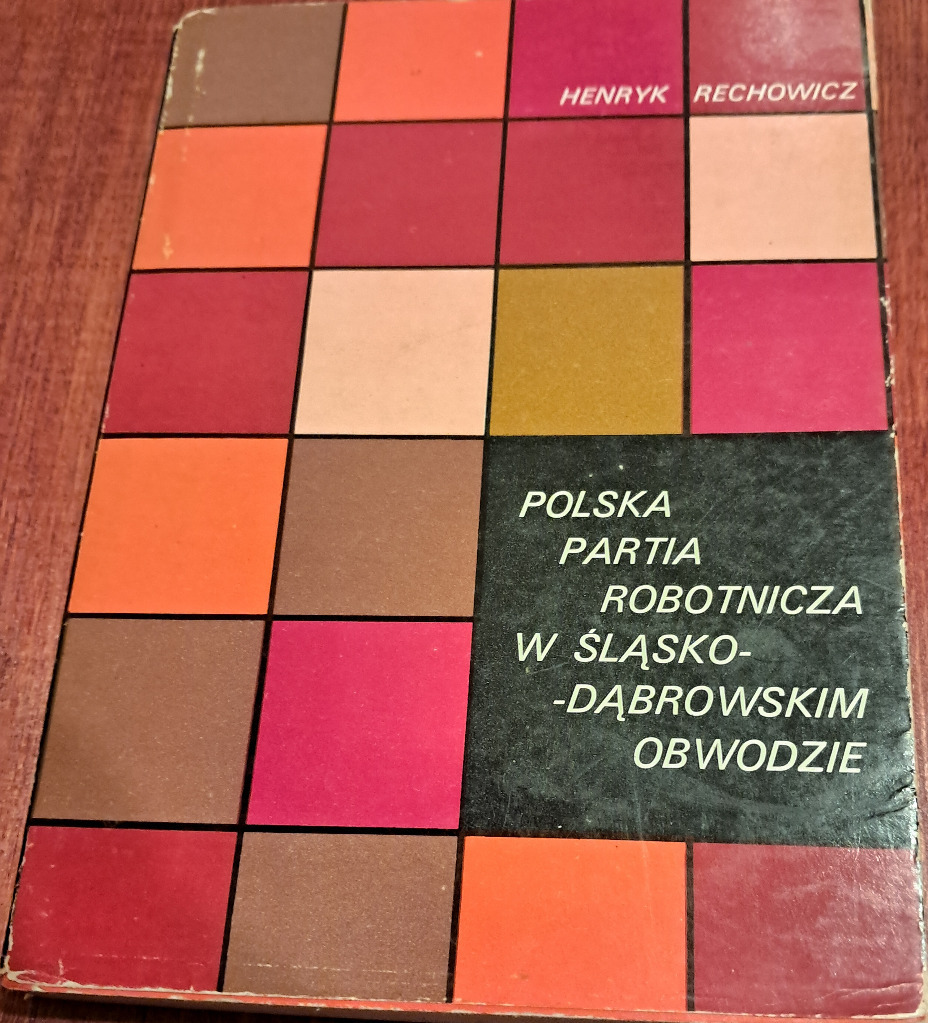 HENRYK RECHOWICZ
POLSKA
PARTIA
ROBOTNICZA
W ŚLĄSKO-
-DĄBROWSKIM
OBWODZIE